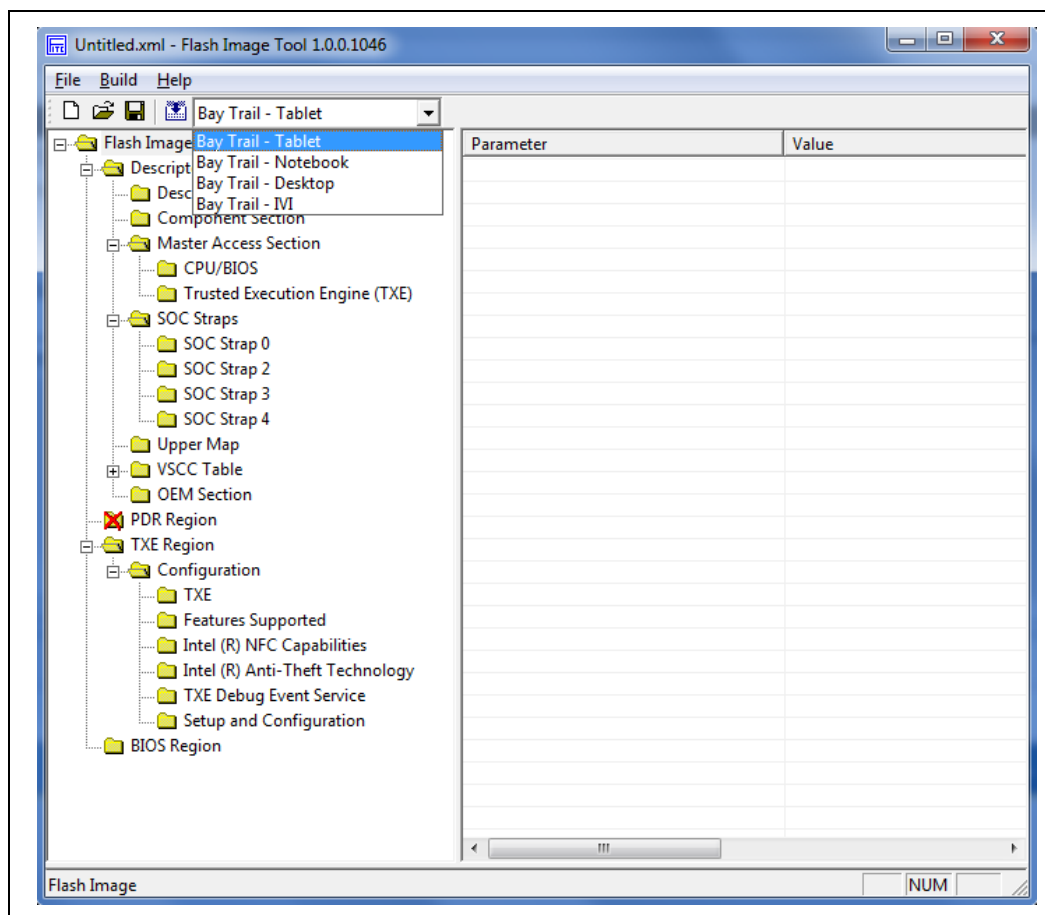 Untitled.xml - Flash Image Tool 1.0.0.1046
File Build Help
Bay Trail - Tablet
Bay Trail - Tablet
Bay Trail - Notebook
Bay Trail - Desktop
Bay Trail - IVI
Parameter Value
Flash Image
Descript
Desc
Component Section
Master Access Section
CPU/BIOS
Trusted Execution Engine (TXE)
SOC Straps
SOC Strap 0
SOC Strap 2
SOC Strap 3
SOC Strap 4
Upper Map
VSCC Table
OEM Section
PDR Region
TXE Region
Configuration
TXE
Features Supported
Intel (R) NFC Capabilities
Intel (R) Anti-Theft Technology
TXE Debug Event Service
Setup and Configuration
BIOS Region
Flash Image NUM